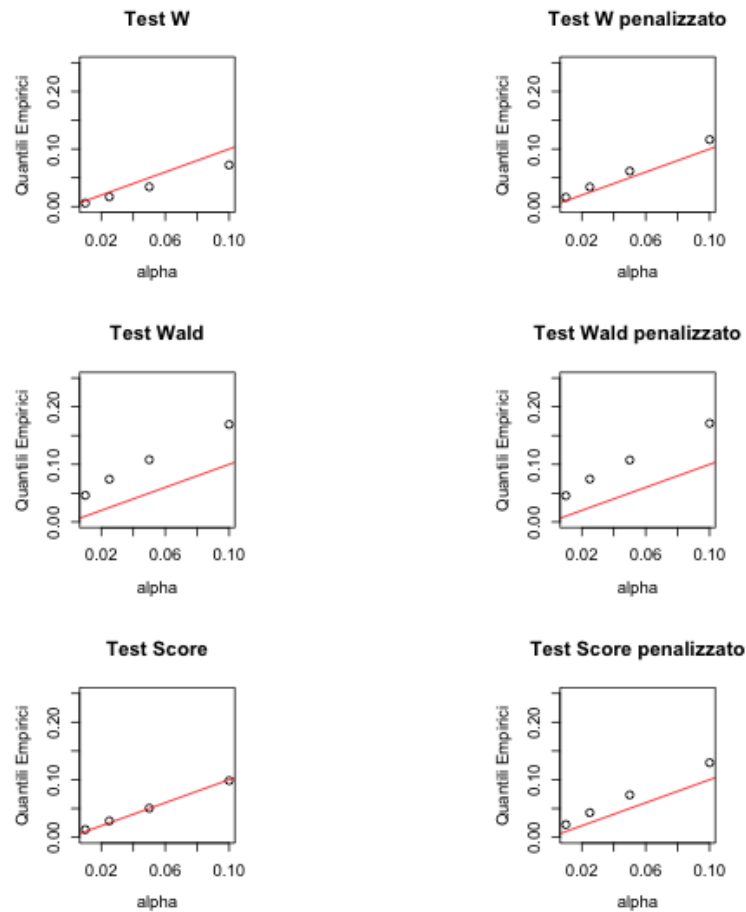 Test W
Quantili Empirici
0.00 0.10 0.20
0.02 0.06 0.10
alpha
Test W penalizzato
Quantili Empirici
0.00 0.10 0.20
0.02 0.06 0.10
alpha
Test Wald
Quantili Empirici
0.00 0.10 0.20
0.02 0.06 0.10
alpha
Test Wald penalizzato
Quantili Empirici
0.00 0.10 0.20
0.02 0.06 0.10
alpha
Test Score
Quantili Empirici
0.00 0.10 0.20
0.02 0.06 0.10
alpha
Test Score penalizzato
Quantili Empirici
0.00 0.10 0.20
0.02 0.06 0.10
alpha